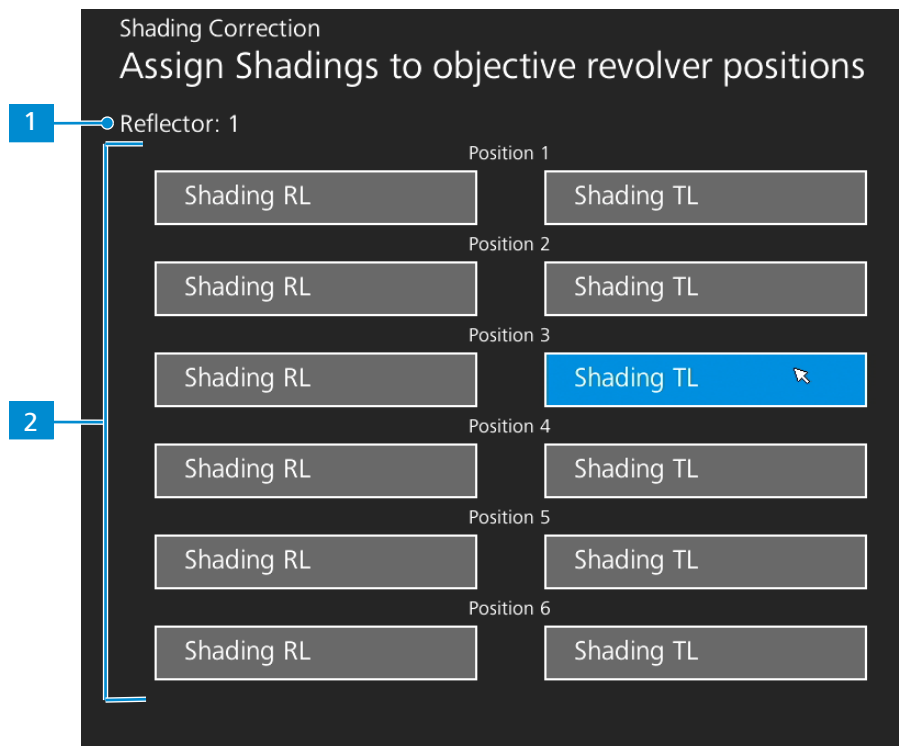 Shading Correction
Assign Shadings to objective revolver positions
1
Reflector: 1
Position 1
Shading RL Shading TL
Position 2
Shading RL Shading TL
Position 3
Shading RL Shading TL
2
Position 4
Shading RL Shading TL
Position 5
Shading RL Shading TL
Position 6
Shading RL Shading TL